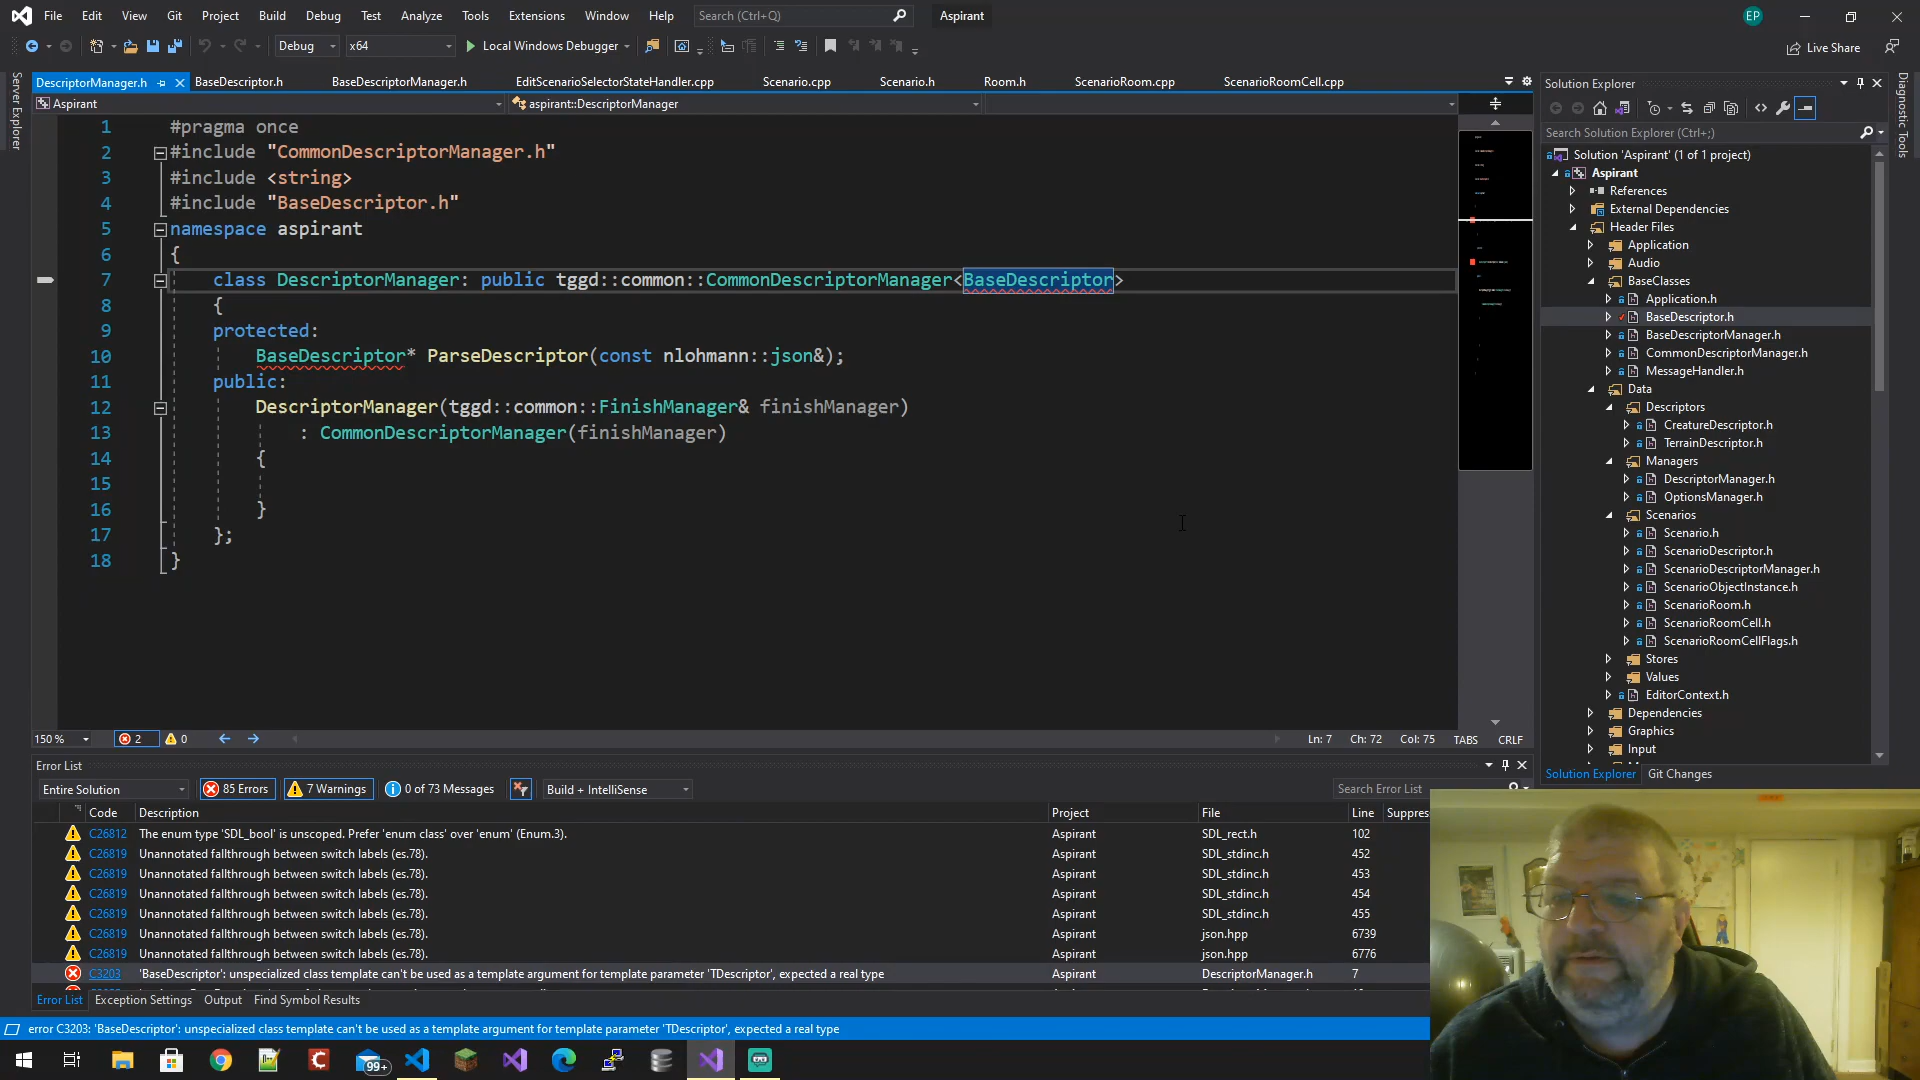 File Edit View Git Project Build Debug Test Analyze Tools Extensions Window Help Search (Ctrl+Q) Aspirant EP
Debug x64 Local Windows Debugger Live Share
DescriptorManager.h BaseDescriptor.h BaseDescriptorManager.h EditScenarioSelectorStateHandler.cpp Scenario.cpp Scenario.h Room.h ScenarioRoom.cpp ScenarioRoomCell.cpp
Aspirant aspirant::DescriptorManager
Server Explorer
1 #pragma once
2 #include "CommonDescriptorManager.h"
3 #include <string>
4 #include "BaseDescriptor.h"
5 namespace aspirant
6 {
7 class DescriptorManager: public tggd::common::CommonDescriptorManager<BaseDescriptor>
8 {
9 protected:
10 BaseDescriptor* ParseDescriptor(const nlohmann::json&);
11 public:
12 DescriptorManager(tggd::common::FinishManager& finishManager)
13 : CommonDescriptorManager(finishManager)
14 {
15
16 }
17 };
18 }
150 % 2 0 Ln: 7 Ch: 72 Col: 75 TABS CRLF
Solution Explorer
Search Solution Explorer (Ctrl+;)
Solution 'Aspirant' (1 of 1 project)
Aspirant
References
External Dependencies
Header Files
Application
Audio
BaseClasses
Application.h
BaseDescriptor.h
BaseDescriptorManager.h
CommonDescriptorManager.h
MessageHandler.h
Data
Descriptors
CreatureDescriptor.h
TerrainDescriptor.h
Managers
DescriptorManager.h
OptionsManager.h
Scenarios
Scenario.h
ScenarioDescriptor.h
ScenarioDescriptorManager.h
ScenarioObjectInstance.h
ScenarioRoom.h
ScenarioRoomCell.h
ScenarioRoomCellFlags.h
Stores
Values
EditorContext.h
Dependencies
Graphics
Input
Solution Explorer Git Changes
Diagnostic Tools
Error List
Entire Solution 85 Errors 7 Warnings 0 of 73 Messages Build + IntelliSense Search Error List
Code Description Project File Line Suppres
C26812 The enum type 'SDL_bool' is unscoped. Prefer 'enum class' over 'enum' (Enum.3). Aspirant SDL_rect.h 102
C26819 Unannotated fallthrough between switch labels (es.78). Aspirant SDL_stdinc.h 452
C26819 Unannotated fallthrough between switch labels (es.78). Aspirant SDL_stdinc.h 453
C26819 Unannotated fallthrough between switch labels (es.78). Aspirant SDL_stdinc.h 454
C26819 Unannotated fallthrough between switch labels (es.78). Aspirant SDL_stdinc.h 455
C26819 Unannotated fallthrough between switch labels (es.78). Aspirant json.hpp 6739
C26819 Unannotated fallthrough between switch labels (es.78). Aspirant json.hpp 6776
C3203 'BaseDescriptor': unspecialized class template can't be used as a template argument for template parameter 'TDescriptor', expected a real type Aspirant DescriptorManager.h 7
Error List Exception Settings Output Find Symbol Results
error C3203: 'BaseDescriptor': unspecialized class template can't be used as a template argument for template parameter 'TDescriptor', expected a real type
99+